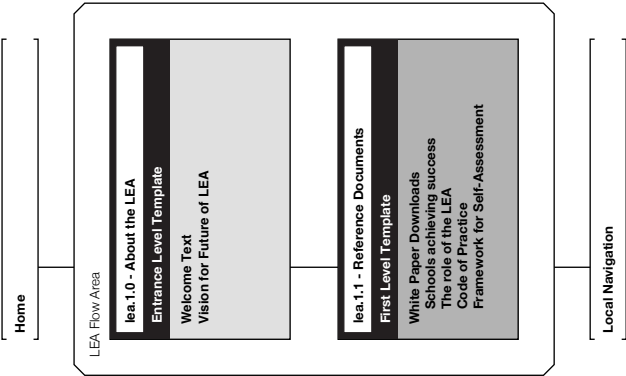 Home
LEA Flow Area
lea.1.0 - About the LEA
Entrance Level Template
Welcome Text
Vision for Future of LEA
lea.1.1 - Reference Documents
First Level Template
White Paper Downloads
Schools achieving success
The role of the LEA
Code of Practice
Framework for Self-Assessment
Local Navigation